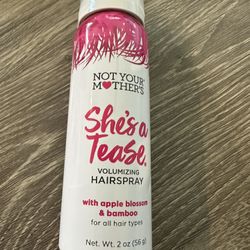 NOT YOUR
MOTHER'S
She's a
Tease.
VOLUMIZING
HAIRSPRAY
with apple blossom
& bamboo
for all hair types
Net. Wt. 2 oz (56 g)